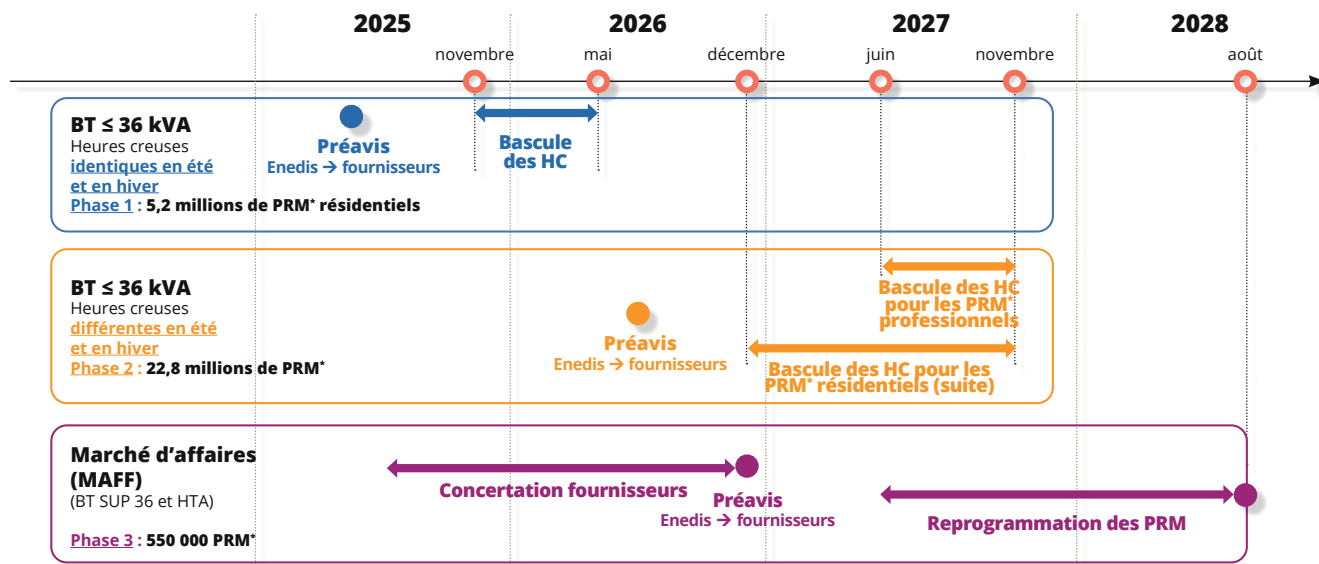 2025
2026
2027
2028
novembre
mai
décembre
juin
novembre
août
BT ≤ 36 kVA
Heures creuses
identiques en été
et en hiver
Phase 1 : 5,2 millions de PRM* résidentiels
Préavis
Enedis → fournisseurs
Bascule
des HC
BT ≤ 36 kVA
Heures creuses
différentes en été
et en hiver
Phase 2 : 22,8 millions de PRM*
Préavis
Enedis → fournisseurs
Bascule des HC
pour les PRM*
professionnels
Bascule des HC pour les
PRM* résidentiels (suite)
Marché d’affaires
(MAFF)
(BT SUP 36 et HTA)
Phase 3 : 550 000 PRM*
Concertation fournisseurs
Préavis
Enedis → fournisseurs
Reprogrammation des PRM